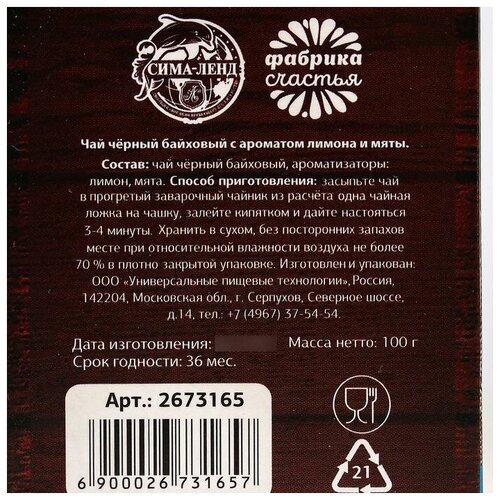 СИМА-ЛЕНД
фабрика
счастья
Чай чёрный байховый с ароматом лимона и мяты.
Состав: чай чёрный байховый, ароматизаторы:
лимон, мята. Способ приготовления: засыпьте чай
в прогретый заварочный чайник из расчёта одна чайная
ложка на чашку, залейте кипятком и дайте настояться
3-4 минуты. Хранить в сухом, без посторонних запахов
месте при относительной влажности воздуха не более
70 % в плотно закрытой упаковке. Изготовлен и упакован:
ООО «Универсальные пищевые технологии», Россия,
142204, Московская обл., г. Серпухов, Северное шоссе,
д.14, тел.: +7 (4967) 37-54-54.
Дата изготовления:
Масса нетто: 100 г
Срок годности: 36 мес.
Арт.: 2673165
6 900026 731657
21